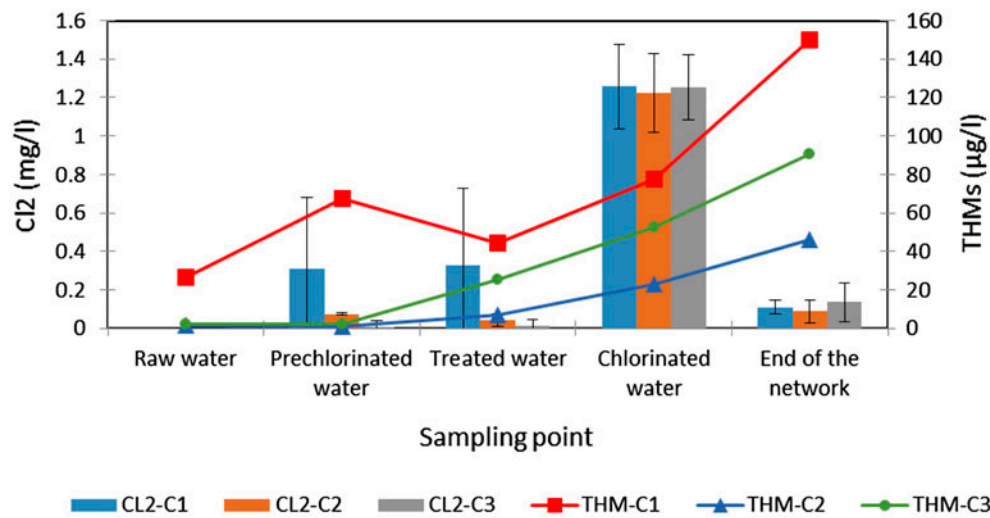 1.6
1.4
1.2
1
0.8
0.6
0.4
0.2
0
Cl2 (mg/l)
160
140
120
100
80
60
40
20
0
THMs (µg/l)
Raw water
Prechlorinated
water
Treated water
Chlorinated
water
End of the
network
Sampling point
CL2-C1 CL2-C2 CL2-C3 THM-C1 THM-C2 THM-C3